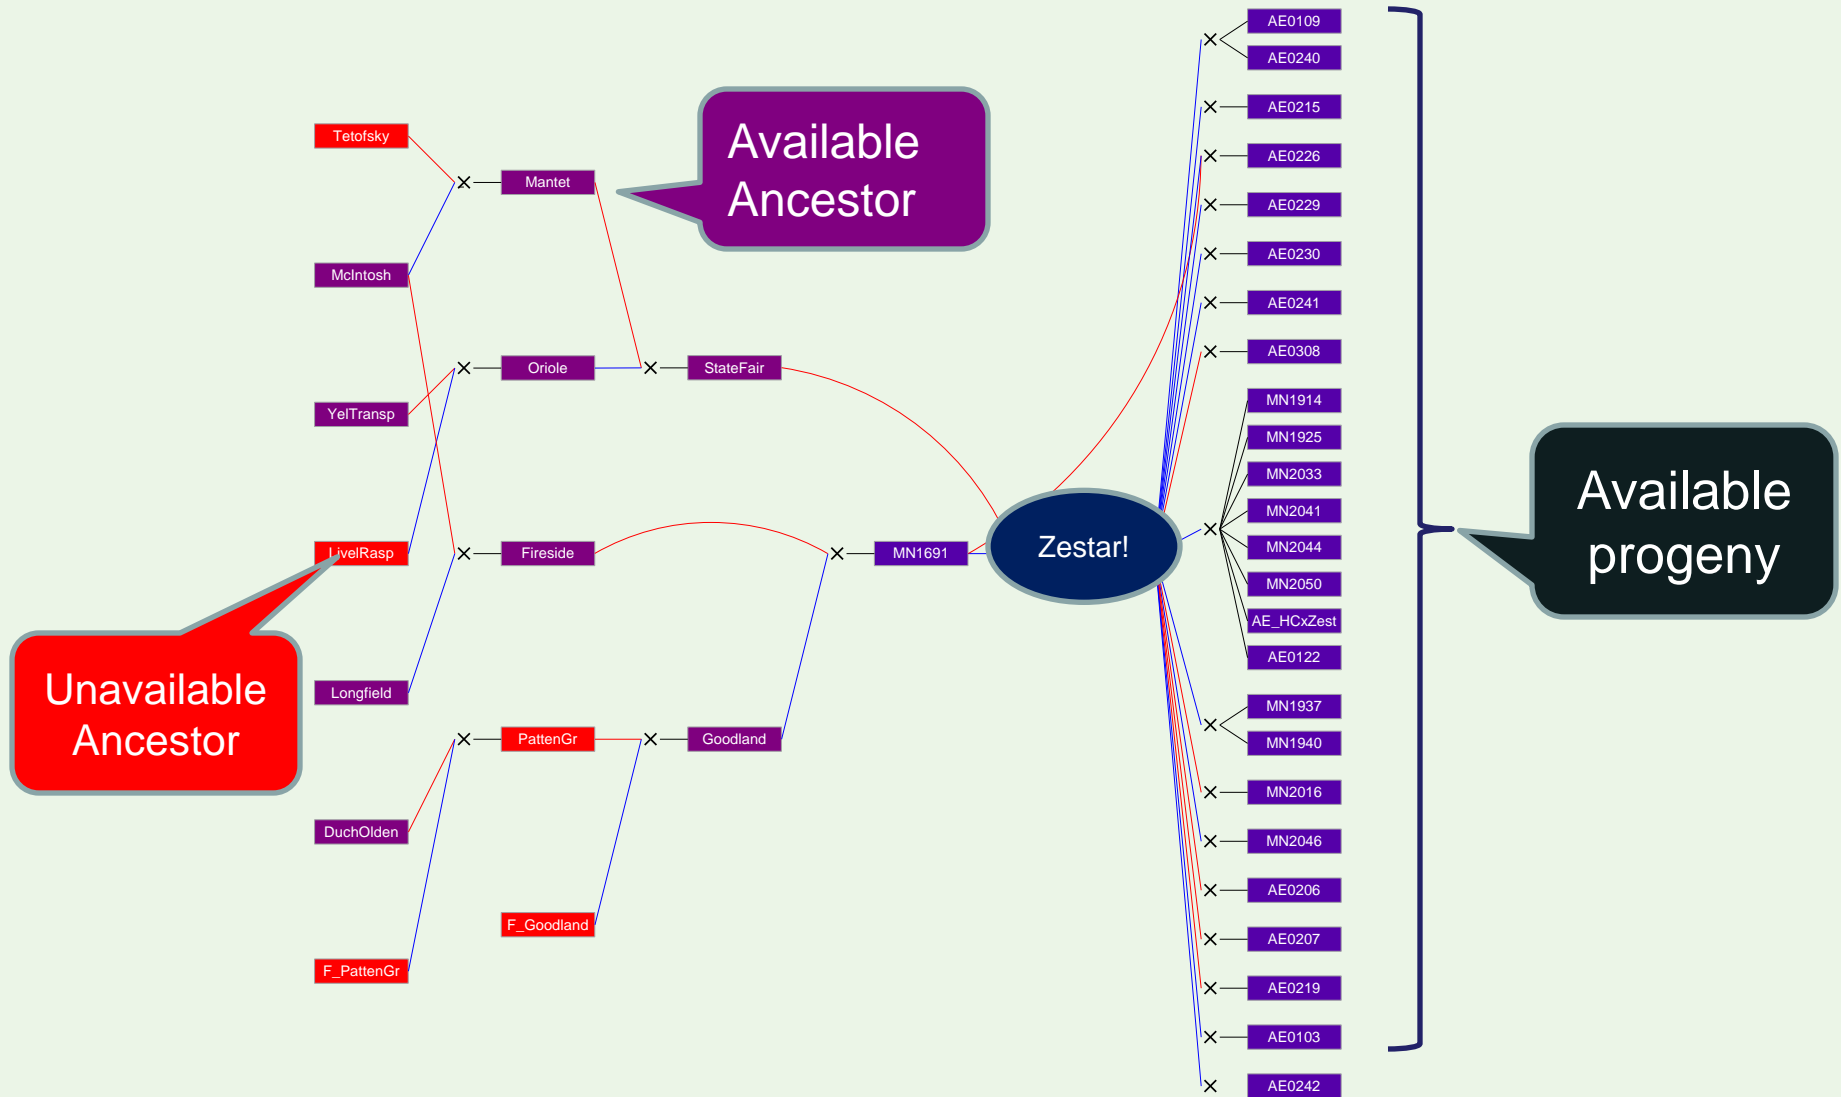 Tetofsky
McIntosh
YelTransp
LivelRasp
Longfield
DuchOlden
F_PattenGr
Unavailable
Ancestor
Mantet
Oriole
Fireside
PattenGr
F_Goodland
Available
Ancestor
StateFair
Goodland
MN1691
Zestar!
AE0109
AE0240
AE0215
AE0226
AE0229
AE0230
AE0241
AE0308
MN1914
MN1925
MN2033
MN2041
MN2044
MN2050
AE_HCxZest
AE0122
MN1937
MN1940
MN2016
MN2046
AE0206
AE0207
AE0219
AE0103
AE0242
Available
progeny